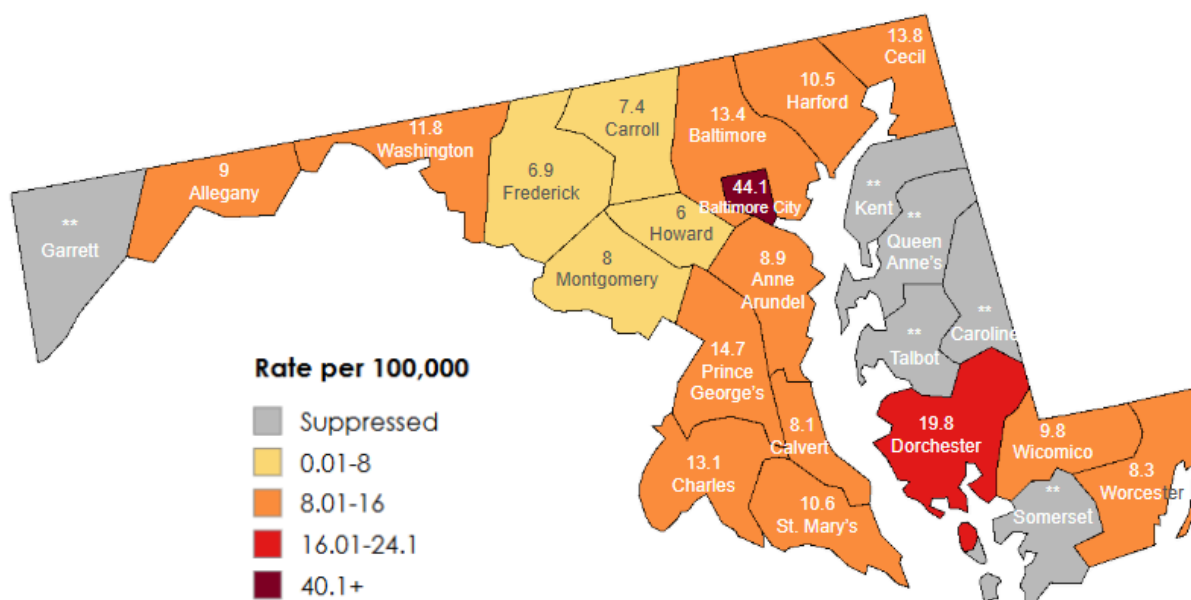 13.8
Cecil
10.5
Harford
7.4
Carroll
13.4
Baltimore
11.8
Washington
6.9
Frederick
9
Allegany
**
Garrett
44.1
Baltimore City
**
Kent
6
Howard
**
Queen
Anne's
8
Montgomery
8.9
Anne
Arundel
**
Caroline
**
Talbot
14.7
Prince
George's
19.8
Dorchester
8.1
Calvert
9.8
Wicomico
13.1
Charles
8.3
Worcester
10.6
St. Mary's
**
Somerset
Rate per 100,000
Suppressed
0.01-8
8.01-16
16.01-24.1
40.1+